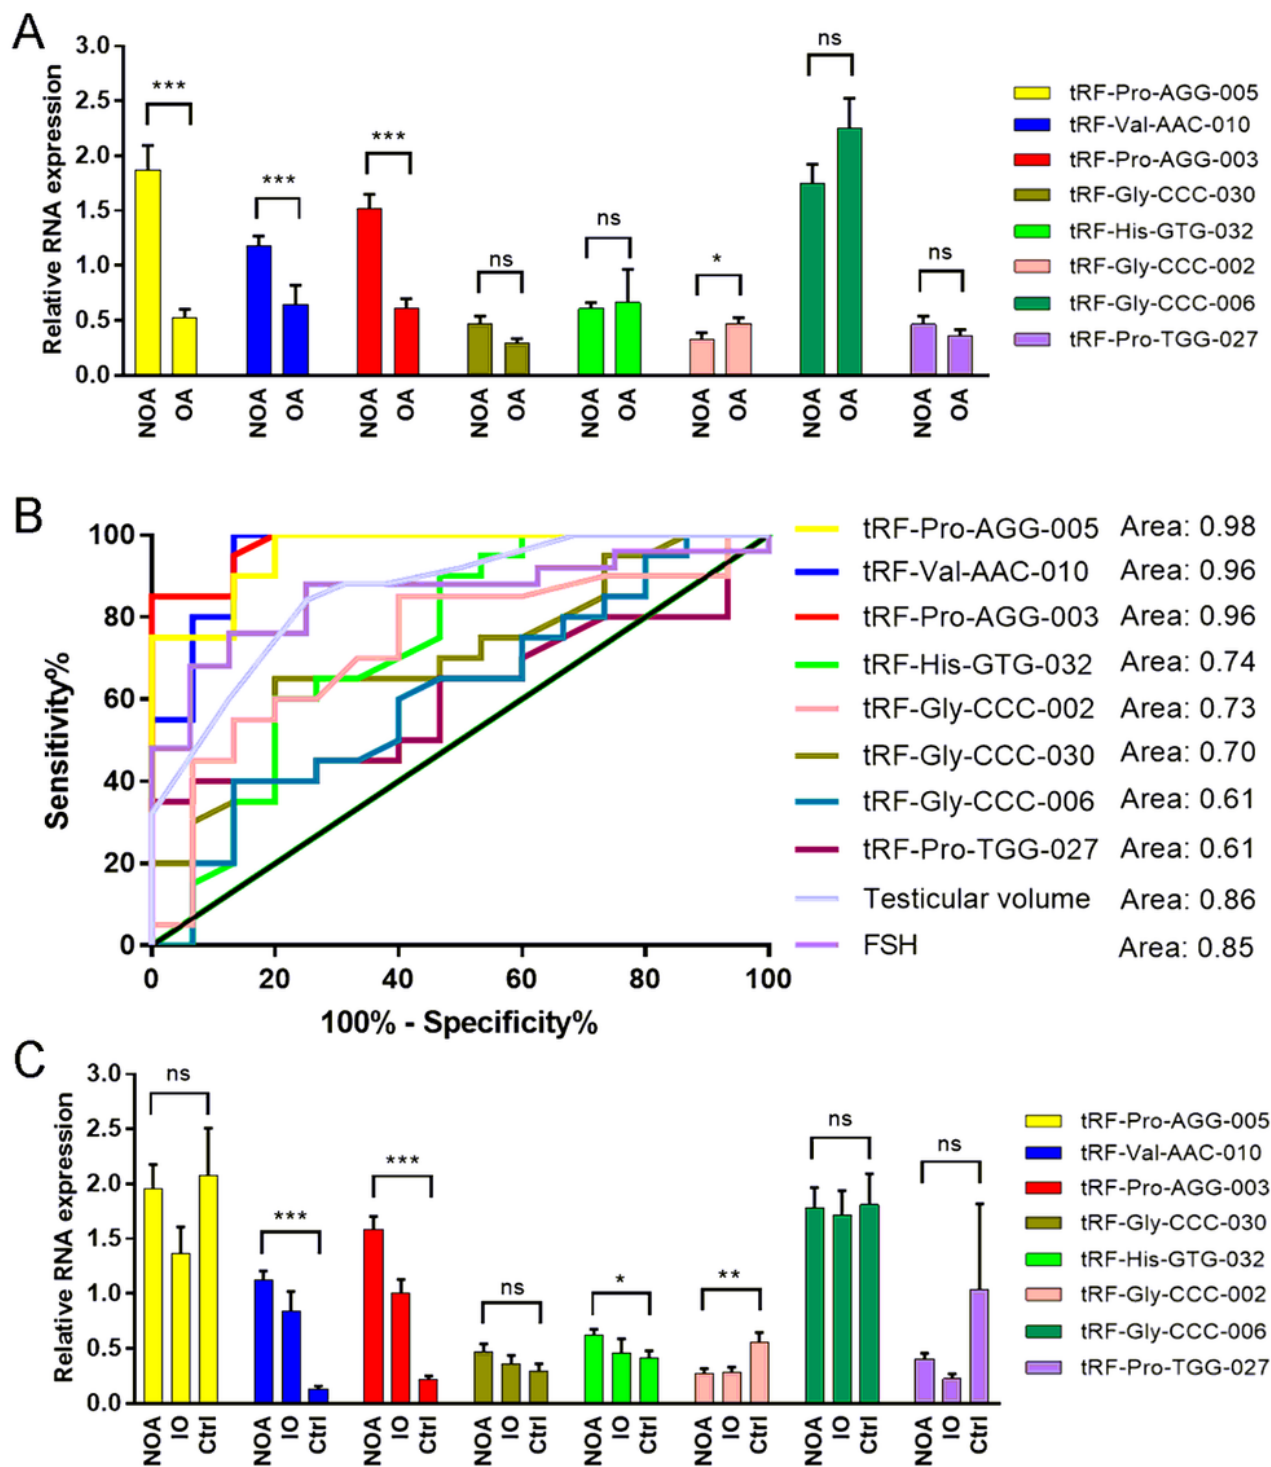 A
Relative RNA expression
3.0
2.5
2.0
1.5
1.0
0.5
0.0
***
***
***
ns
ns
*
ns
ns
NOA OA NOA OA NOA OA NOA OA NOA OA NOA OA NOA OA NOA OA
tRF-Pro-AGG-005
tRF-Val-AAC-010
tRF-Pro-AGG-003
tRF-Gly-CCC-030
tRF-His-GTG-032
tRF-Gly-CCC-002
tRF-Gly-CCC-006
tRF-Pro-TGG-027
B
Sensitivity%
100
80
60
40
20
0
0 20 40 60 80 100
100% - Specificity%
tRF-Pro-AGG-005 Area: 0.98
tRF-Val-AAC-010 Area: 0.96
tRF-Pro-AGG-003 Area: 0.96
tRF-His-GTG-032 Area: 0.74
tRF-Gly-CCC-002 Area: 0.73
tRF-Gly-CCC-030 Area: 0.70
tRF-Gly-CCC-006 Area: 0.61
tRF-Pro-TGG-027 Area: 0.61
Testicular volume Area: 0.86
FSH Area: 0.85
C
Relative RNA expression
3.0
2.5
2.0
1.5
1.0
0.5
0.0
ns
***
***
ns
*
**
ns
ns
NOA IO Ctrl NOA IO Ctrl NOA IO Ctrl NOA IO Ctrl NOA IO Ctrl NOA IO Ctrl NOA IO Ctrl NOA IO Ctrl
tRF-Pro-AGG-005
tRF-Val-AAC-010
tRF-Pro-AGG-003
tRF-Gly-CCC-030
tRF-His-GTG-032
tRF-Gly-CCC-002
tRF-Gly-CCC-006
tRF-Pro-TGG-027